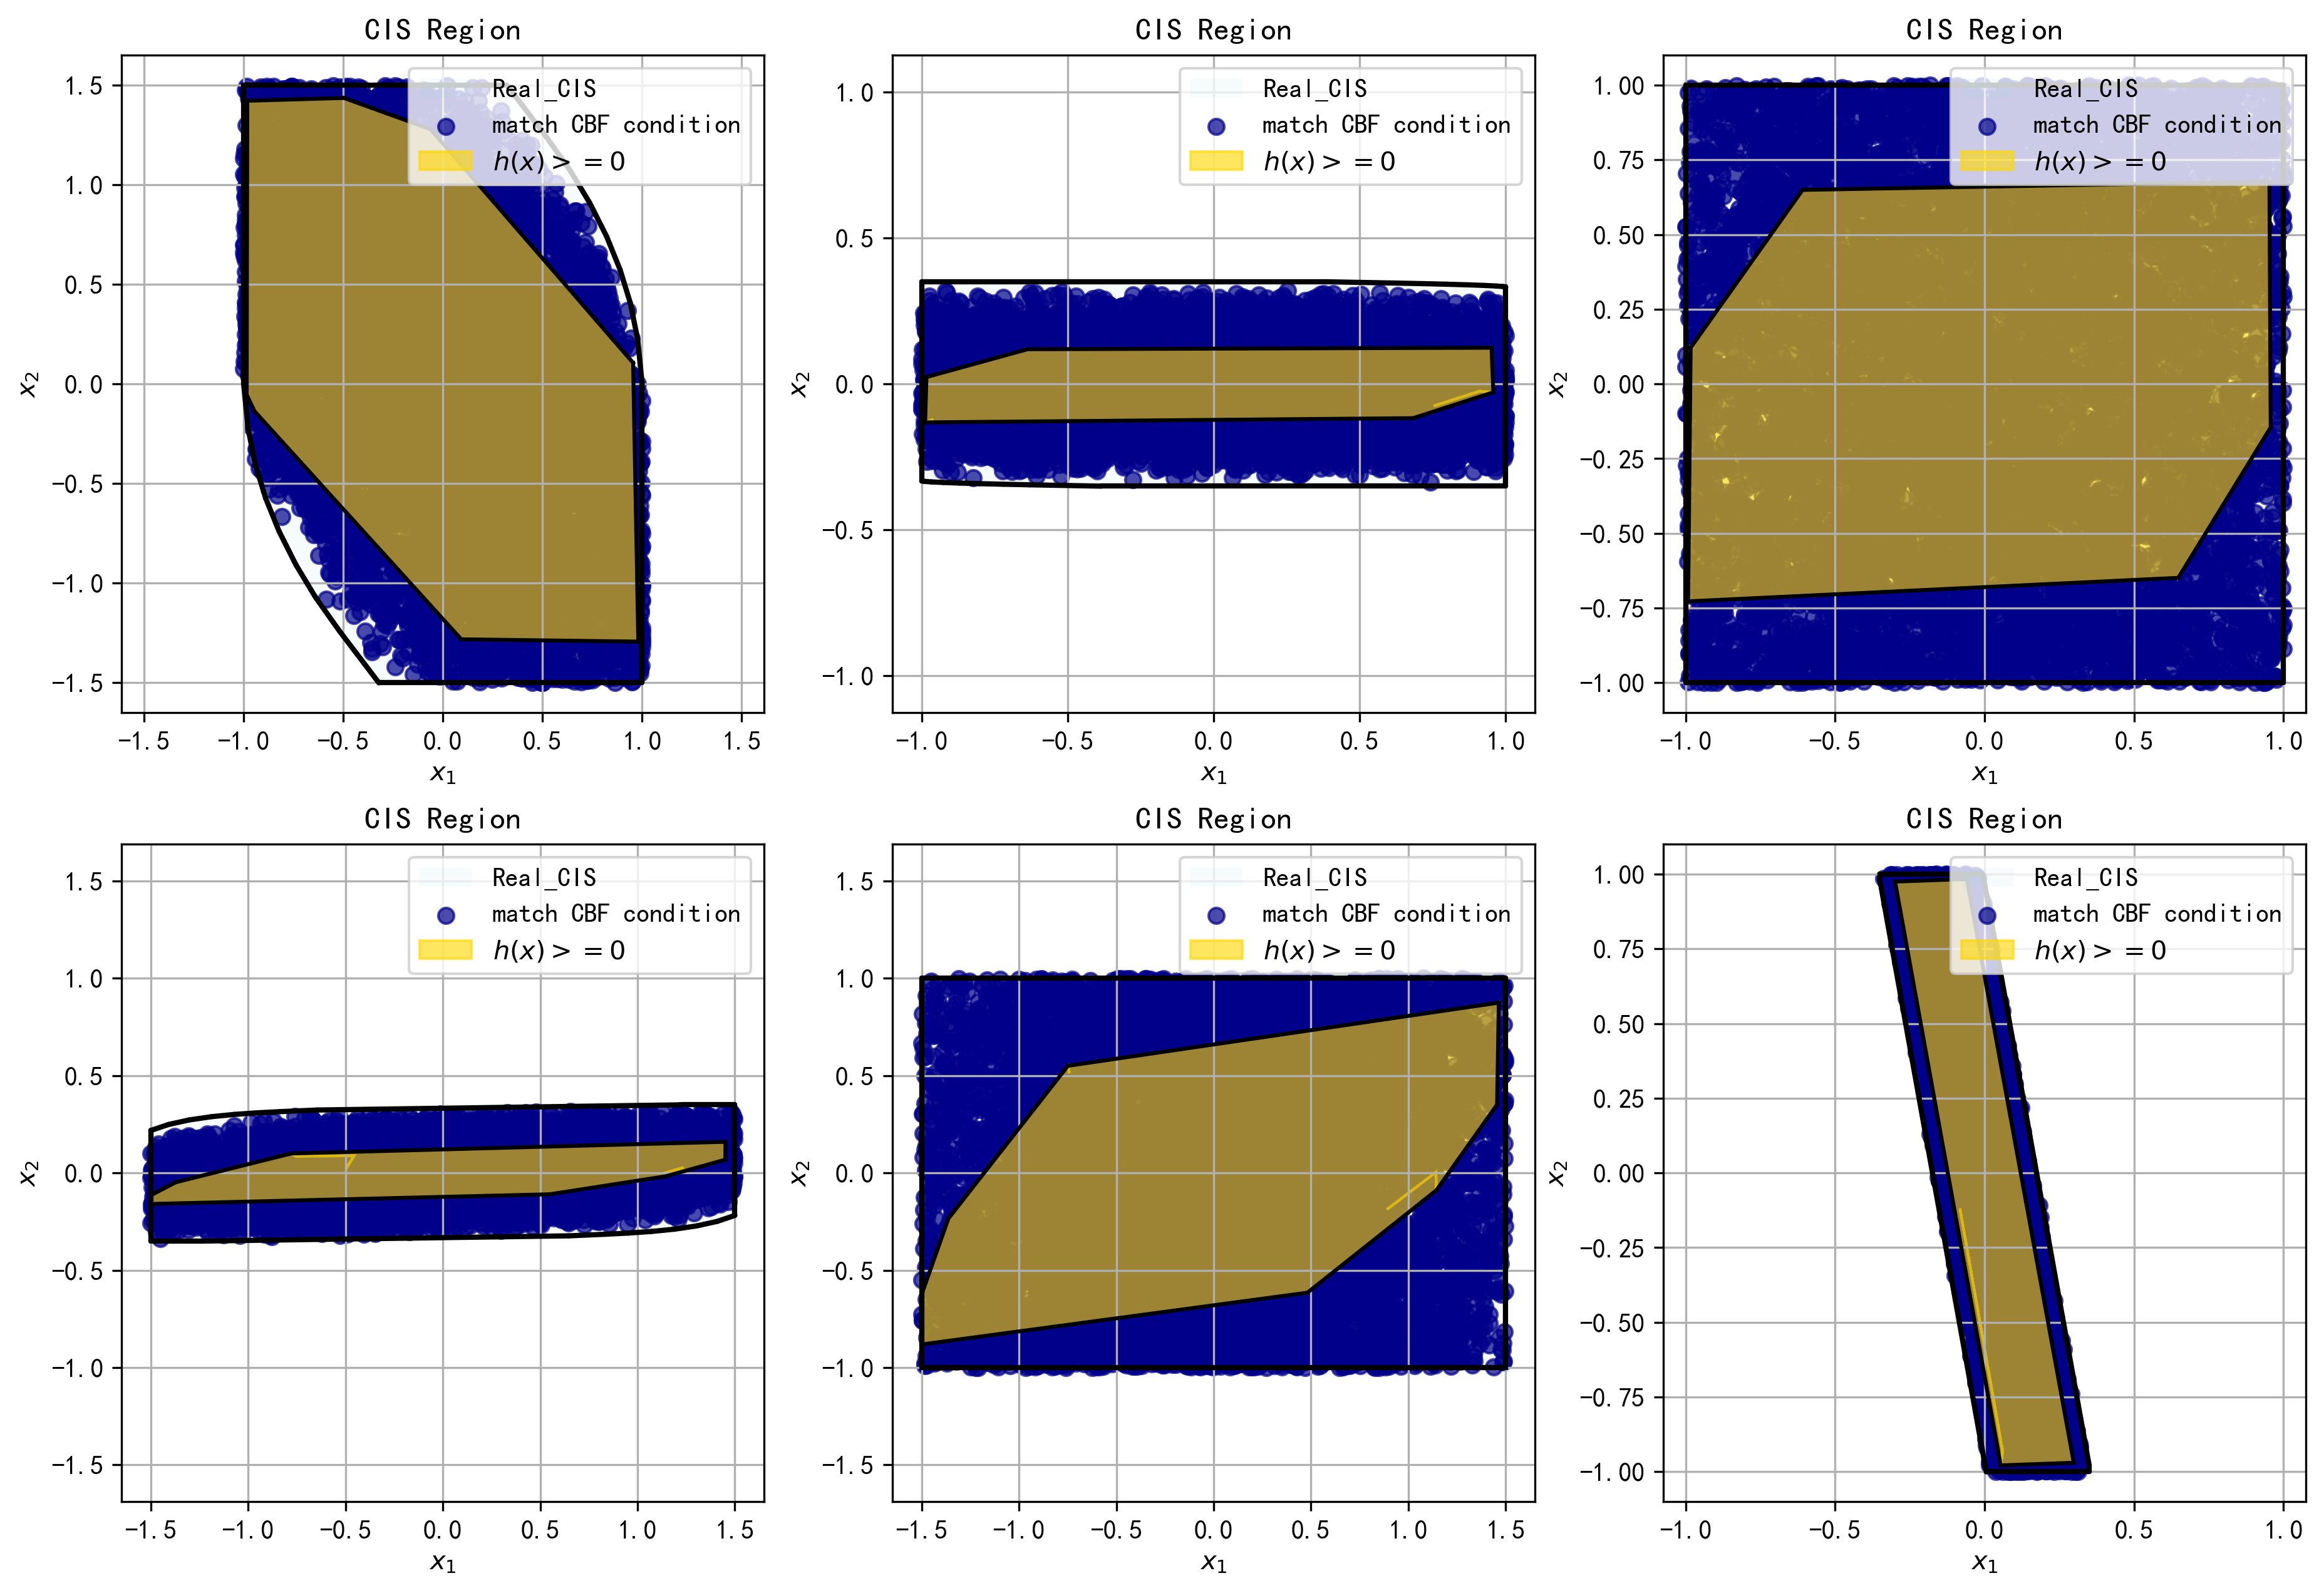 CIS Region
Real_CIS
match CBF condition
h(x) >= 0
1.5
1.0
0.5
0.0
−0.5
−1.0
−1.5
x₂
−1.5 −1.0 −0.5 0.0 0.5 1.0 1.5
x₁
CIS Region
Real_CIS
match CBF condition
h(x) >= 0
1.0
0.5
0.0
−0.5
−1.0
x₂
−1.0 −0.5 0.0 0.5 1.0
x₁
CIS Region
Real_CIS
match CBF condition
h(x) >= 0
1.00
0.75
0.50
0.25
0.00
−0.25
−0.50
−0.75
−1.00
x₂
−1.0 −0.5 0.0 0.5 1.0
x₁
CIS Region
Real_CIS
match CBF condition
h(x) >= 0
1.5
1.0
0.5
0.0
−0.5
−1.0
−1.5
x₂
−1.5 −1.0 −0.5 0.0 0.5 1.0 1.5
x₁
CIS Region
Real_CIS
match CBF condition
h(x) >= 0
1.5
1.0
0.5
0.0
−0.5
−1.0
−1.5
x₂
−1.5 −1.0 −0.5 0.0 0.5 1.0 1.5
x₁
CIS Region
Real_CIS
match CBF condition
h(x) >= 0
1.00
0.75
0.50
0.25
0.00
−0.25
−0.50
−0.75
−1.00
x₂
−1.0 −0.5 0.0 0.5 1.0
x₁